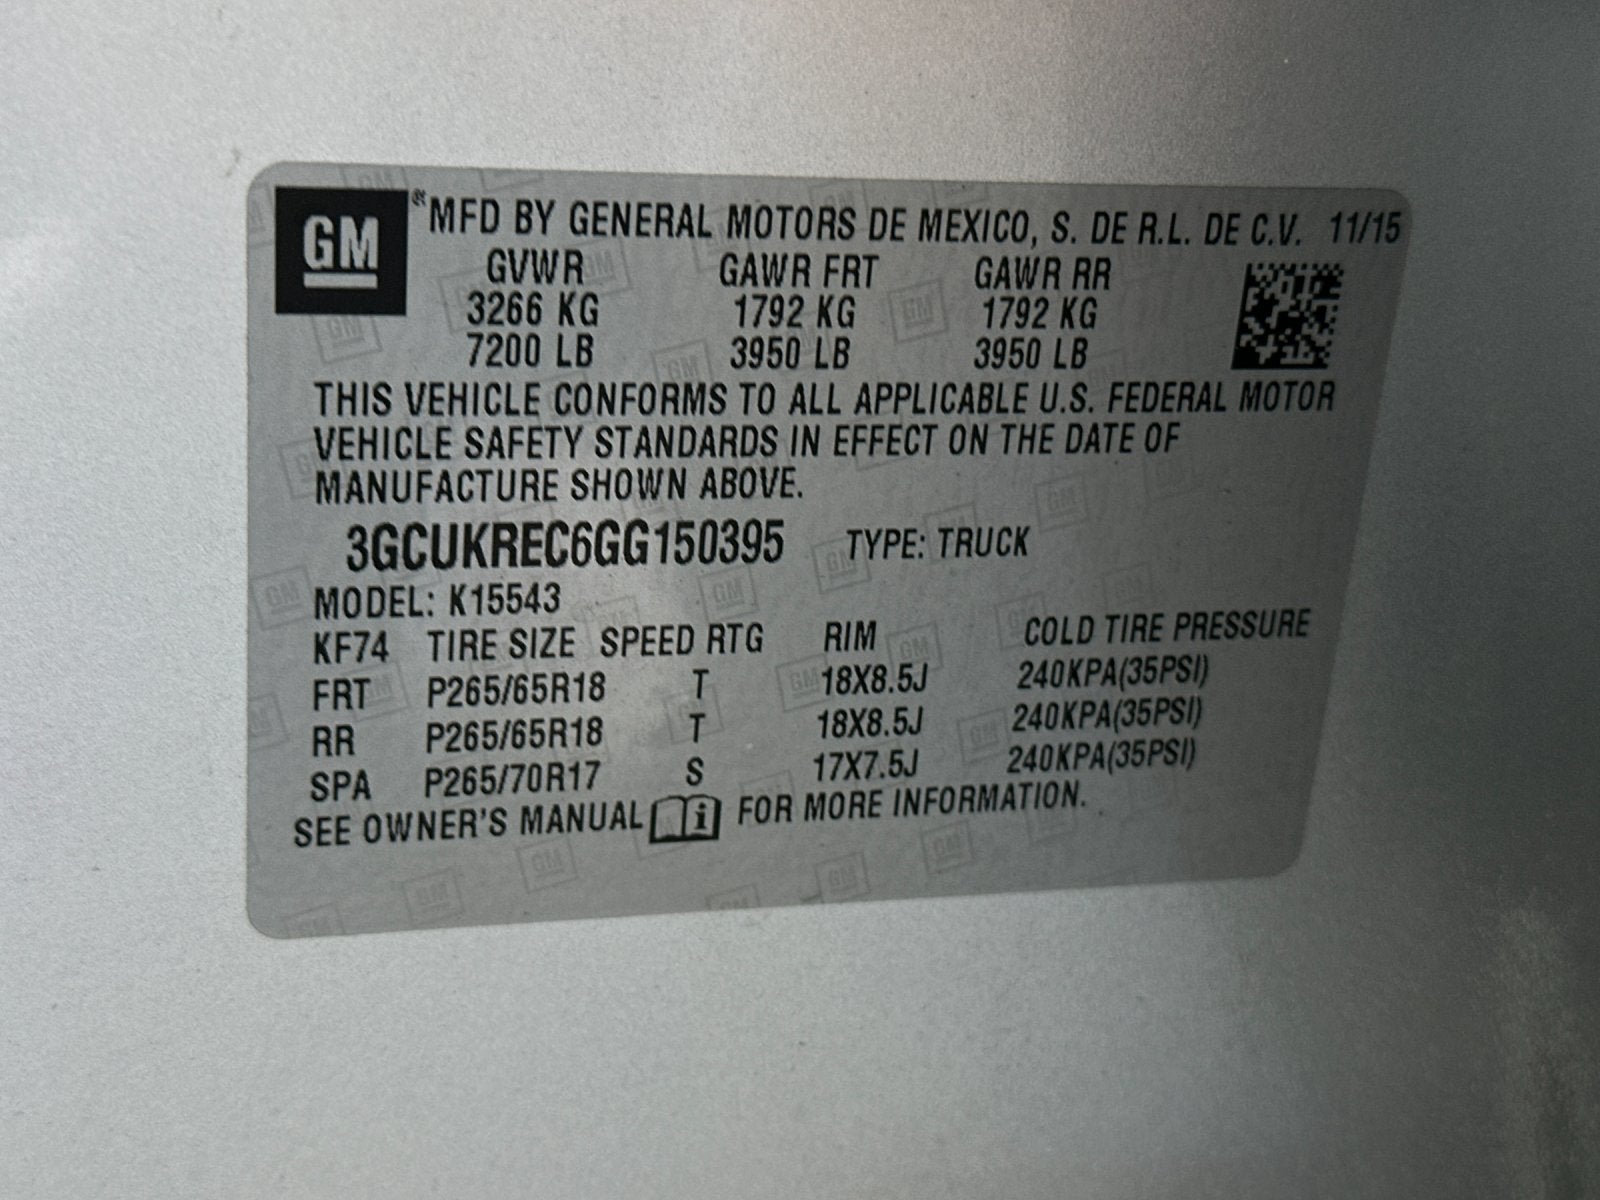 GM ® MFD BY GENERAL MOTORS DE MEXICO, S. DE R.L. DE C.V. 11/15
GVWR GAWR FRT GAWR RR
3266 KG 1792 KG 1792 KG
7200 LB 3950 LB 3950 LB
THIS VEHICLE CONFORMS TO ALL APPLICABLE U.S. FEDERAL MOTOR
VEHICLE SAFETY STANDARDS IN EFFECT ON THE DATE OF
MANUFACTURE SHOWN ABOVE.
3GCUKREC6GG150395 TYPE: TRUCK
MODEL: K15543
KF74 TIRE SIZE SPEED RTG RIM COLD TIRE PRESSURE
FRT P265/65R18 T 18X8.5J 240KPA(35PSI)
RR P265/65R18 T 18X8.5J 240KPA(35PSI)
SPA P265/70R17 S 17X7.5J 240KPA(35PSI)
SEE OWNER'S MANUAL i FOR MORE INFORMATION.